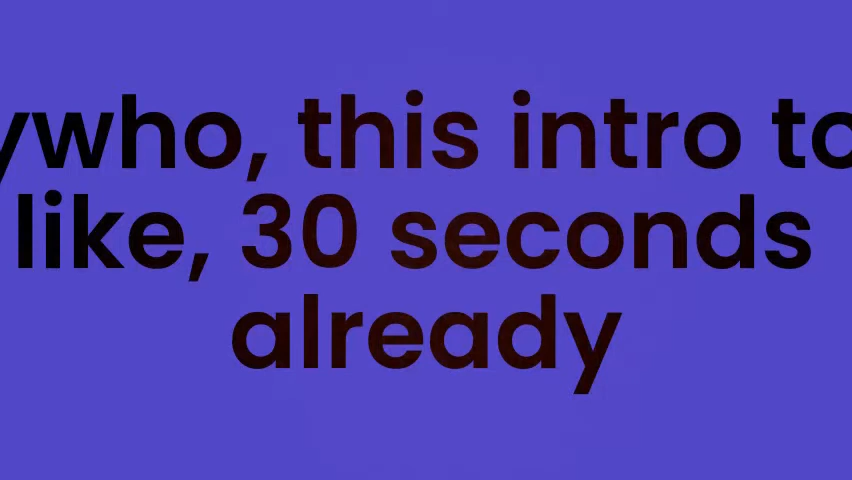 ywho, this intro to
like, 30 seconds
already